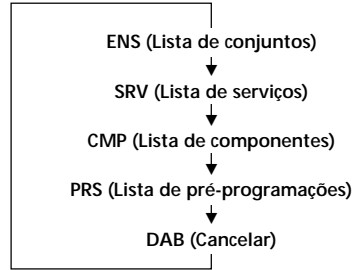 ENS (Lista de conjuntos)
SRV (Lista de serviços)
CMP (Lista de componentes)
PRS (Lista de pré-programações)
DAB (Cancelar)